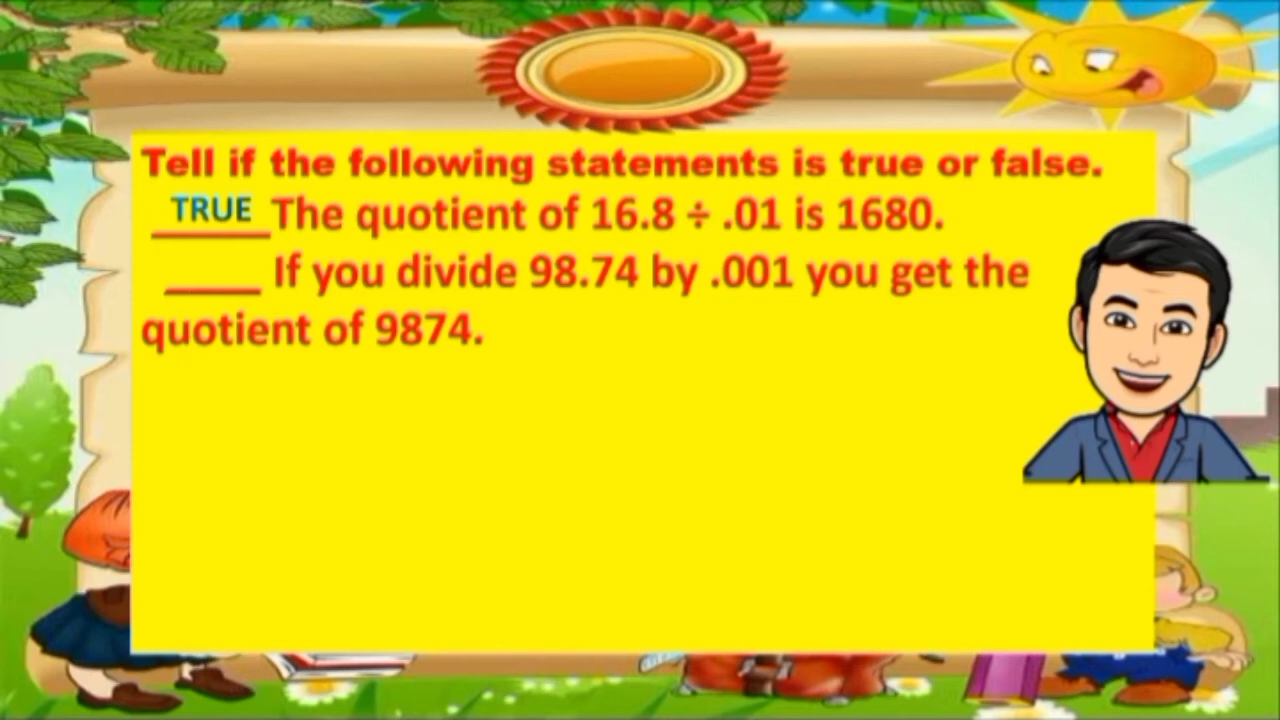 Tell if the following statements is true or false.
TRUE The quotient of 16.8 ÷ .01 is 1680.
____ If you divide 98.74 by .001 you get the
quotient of 9874.